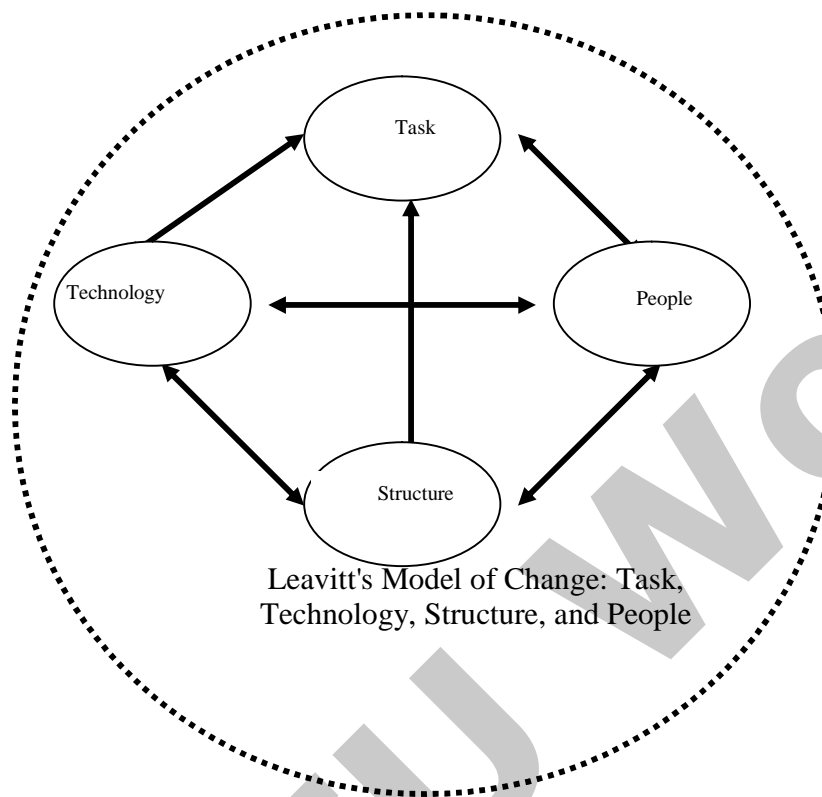 Task
Technology
People
Structure
Leavitt's Model of Change: Task,
Technology, Structure, and People